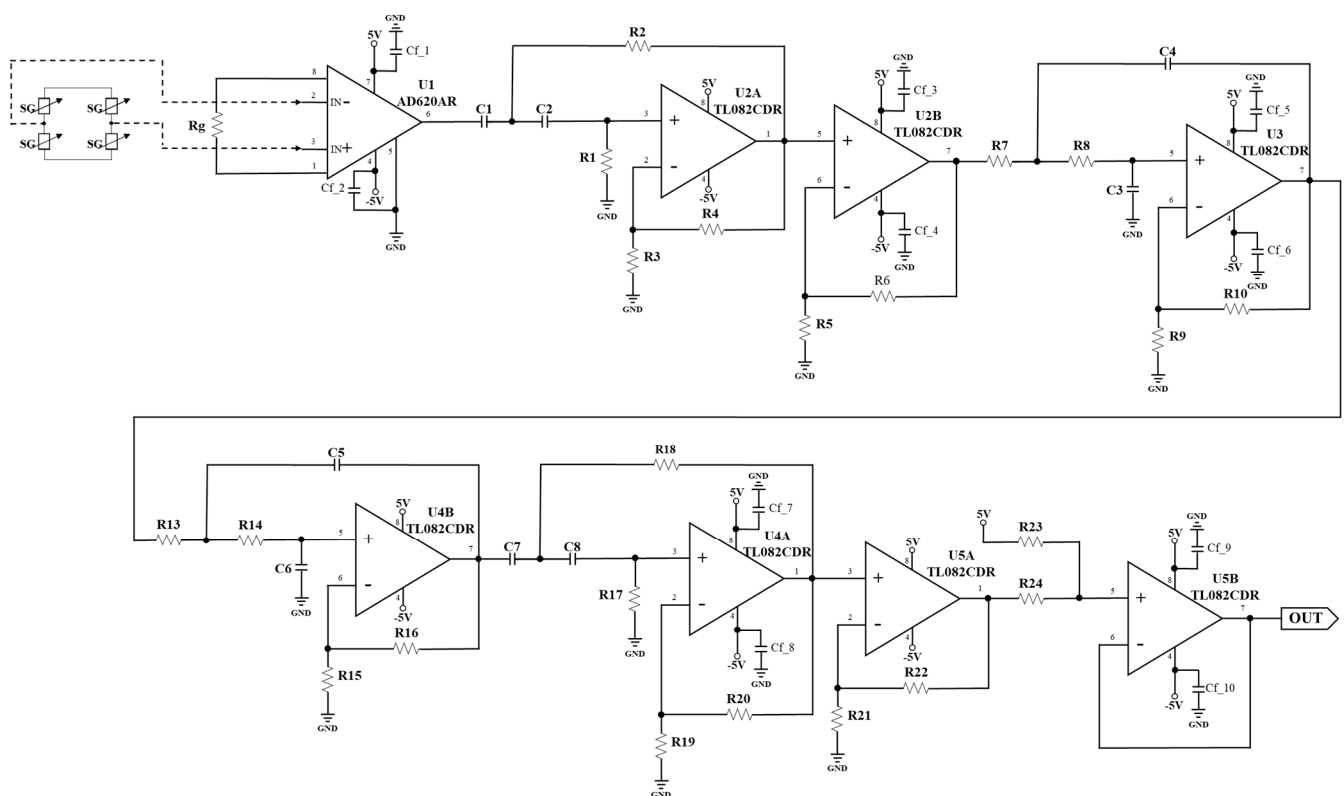 GND
5V
Cf_1
8
7
U1
AD620AR
SG
SG
SG
SG
Rg
2
IN-
3
IN+
1
6
4
5
Cf_2
-5V
GND
C1
C2
R2
R1
GND
5V
U2A
TL082CDR
8
3
+
1
2
-
4
-5V
R4
R3
GND
GND
5V
Cf_3
8
U2B
TL082CDR
5
+
7
6
-
4
Cf_4
-5V
GND
R6
R5
GND
R7
R8
C4
C3
GND
GND
5V
Cf_5
8
U3
TL082CDR
5
+
7
6
-
4
Cf_6
-5V
GND
R10
R9
GND
R13
R14
C5
C6
GND
5V
U4B
TL082CDR
8
5
+
7
6
-
4
-5V
R16
R15
GND
C7
C8
R18
R17
GND
GND
5V
Cf_7
8
U4A
TL082CDR
3
+
1
2
-
4
Cf_8
-5V
GND
R20
R19
GND
5V
U5A
TL082CDR
8
3
+
1
2
-
4
-5V
R22
R21
GND
5V
R23
R24
GND
5V
Cf_9
8
U5B
TL082CDR
5
+
7
6
-
4
Cf_10
-5V
GND
OUT